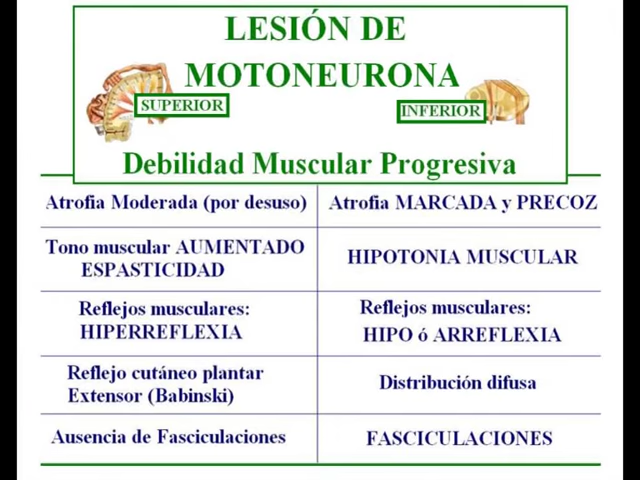 LESIÓN DE
MOTONEURONA
SUPERIOR
INFERIOR
Debilidad Muscular Progresiva
Atrofia Moderada (por desuso)
Atrofia MARCADA y PRECOZ
Tono muscular AUMENTADO
ESPASTICIDAD
HIPOTONIA MUSCULAR
Reflejos musculares:
HIPERREFLEXIA
Reflejos musculares:
HIPO ó ARREFLEXIA
Reflejo cutáneo plantar
Extensor (Babinski)
Distribución difusa
Ausencia de Fasciculaciones
FASCICULACIONES